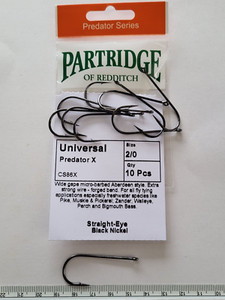 Predator Series
PARTRIDGE
OF REDDITCH
Universal
Predator X
CS86X
Size
2/0
Qty
10 Pcs
Wide gape micro-barbed Aberdeen style. Extra
strong wire - forged bend. For all fly tying
applications especially freshwater species like
Pike, Muskie & Pickerel, Zander, Walleye,
Perch and Bigmouth Bass.
Straight-Eye
Black Nickel